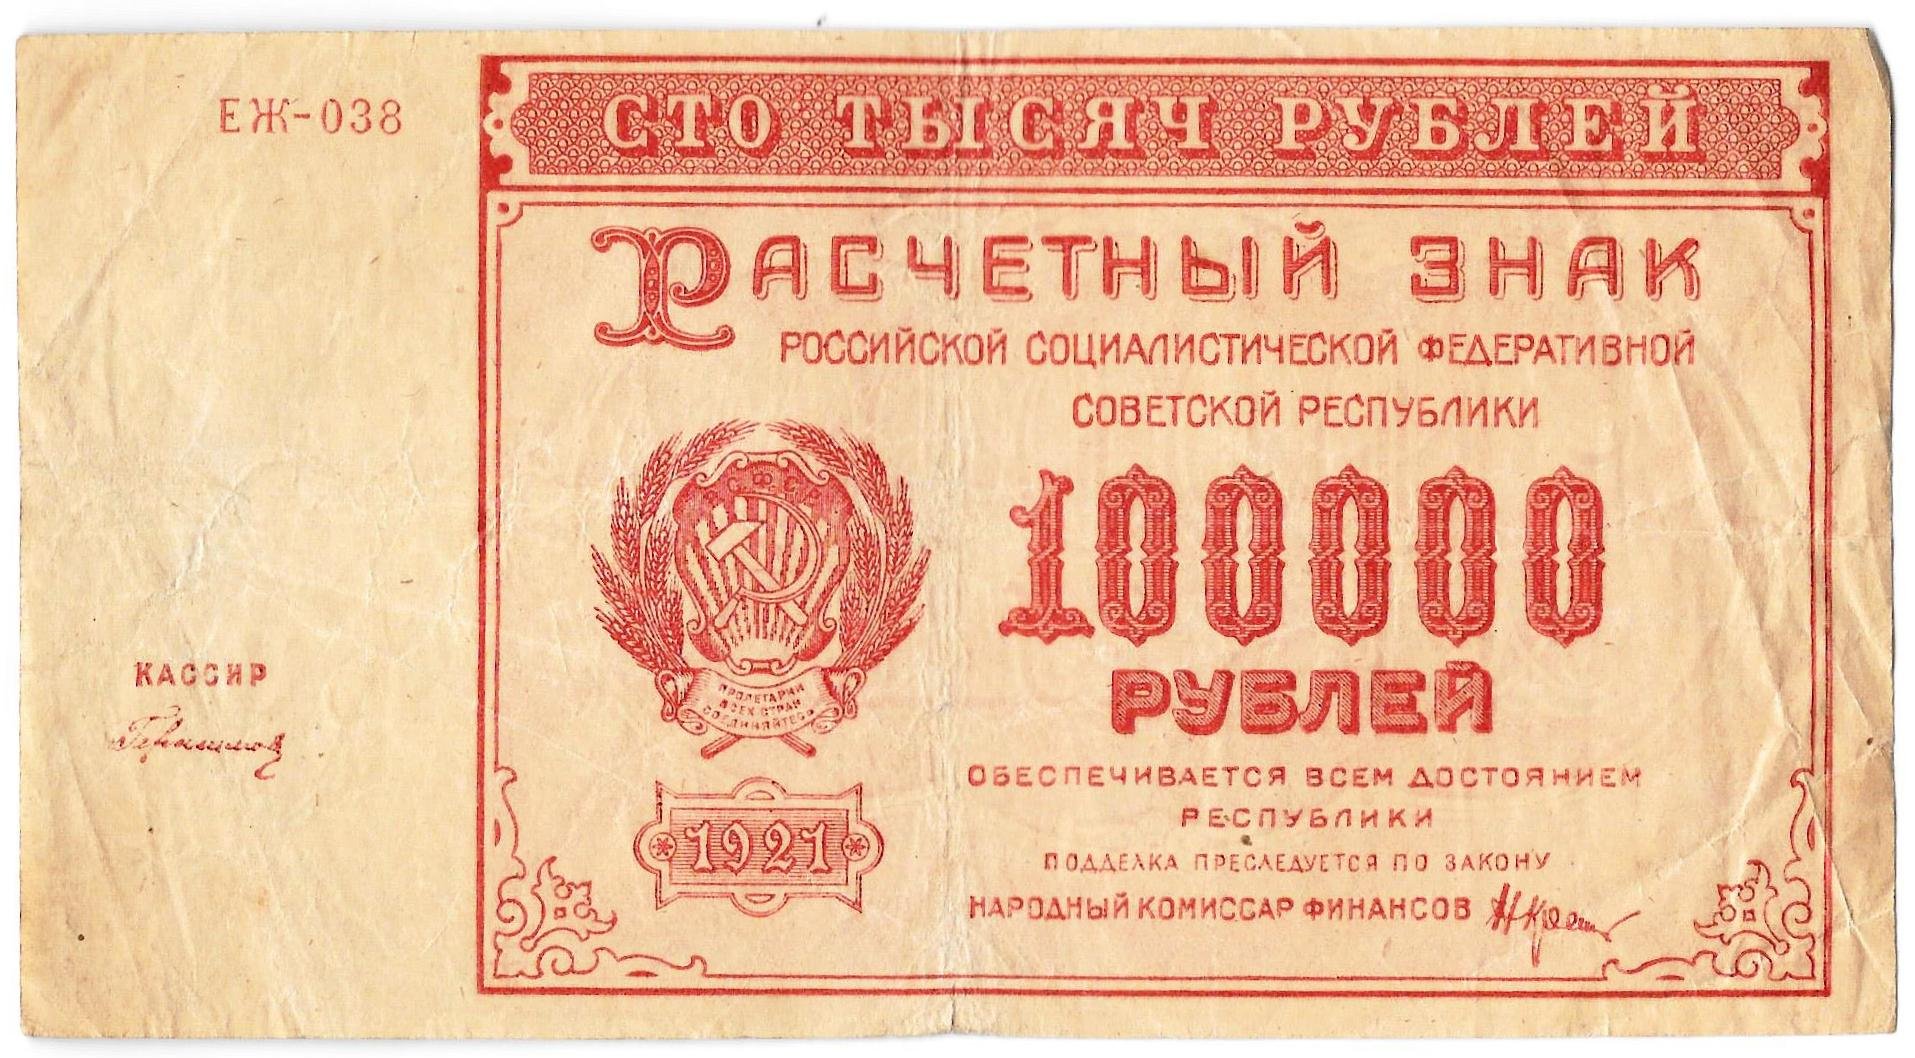 ЕЖ-038
СТО ТЫСЯЧ РУБЛЕЙ
РАСЧЕТНЫЙ ЗНАК
РОССИЙСКОЙ СОЦИАЛИСТИЧЕСКОЙ ФЕДЕРАТИВНОЙ
СОВЕТСКОЙ РЕСПУБЛИКИ
РСФСР
100000
РУБЛЕЙ
КАССИР
ПРОЛЕТАРИИ
ВСЕХ СТРАН
СОЕДИНЯЙТЕСЬ
1921
ОБЕСПЕЧИВАЕТСЯ ВСЕМ ДОСТОЯНИЕМ
РЕСПУБЛИКИ
ПОДДЕЛКА ПРЕСЛЕДУЕТСЯ ПО ЗАКОНУ
НАРОДНЫЙ КОМИССАР ФИНАНСОВ